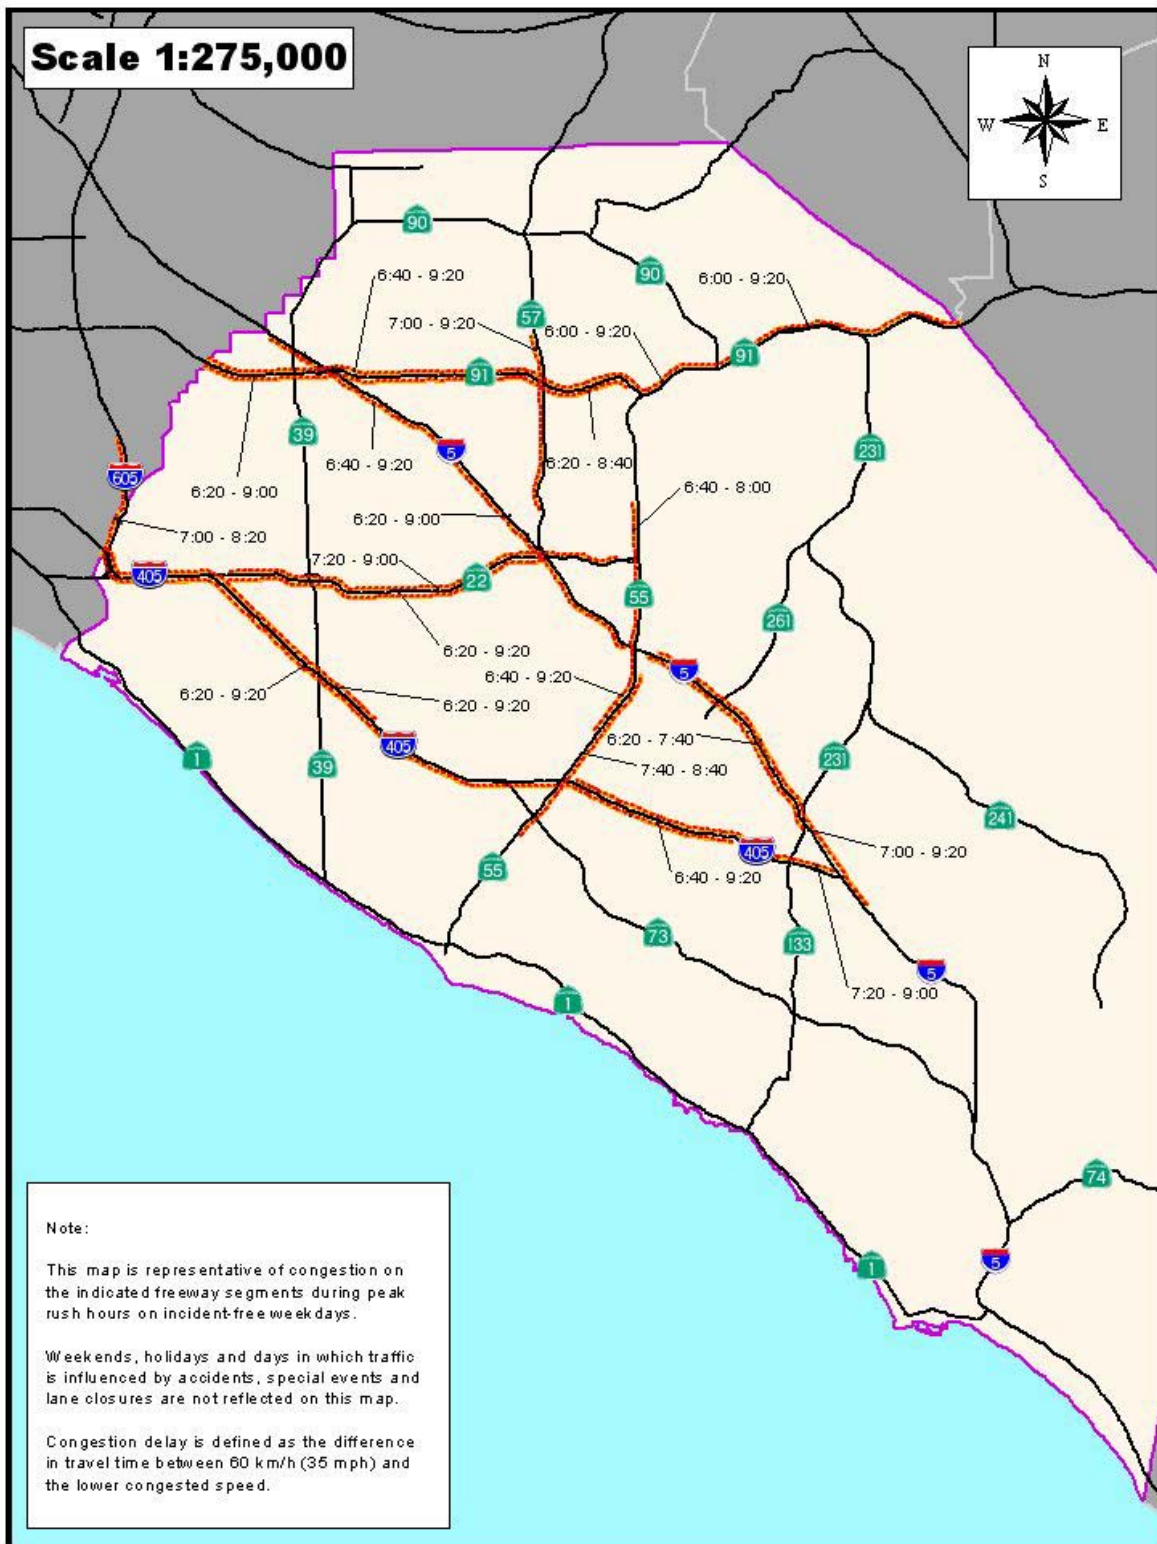 Scale 1:275,000
N
W E
S
90
6:40 - 9:20
90
6:00 - 9:20
7:00 - 9:20
57
6:00 - 9:20
91
91
39
5
231
6:40 - 9:20
6:20 - 8:40
605
6:20 - 9:00
6:40 - 8:00
6:20 - 9:00
7:00 - 8:20
7:20 - 9:00
405
22
55
261
6:20 - 9:20
6:40 - 9:20
5
6:20 - 9:20
6:20 - 9:20
6:20 - 7:40
405
1
39
7:40 - 8:40
231
241
405
7:00 - 9:20
55
6:40 - 9:20
73
133
5
7:20 - 9:00
1
74
5
1
Note:
This map is representative of congestion on
the indicated freeway segments during peak
rush hours on incident-free weekdays.
Weekends, holidays and days in which traffic
is influenced by accidents, special events and
lane closures are not reflected on this map.
Congestion delay is defined as the difference
in travel time between 60 km/h (35 mph) and
the lower congested speed.